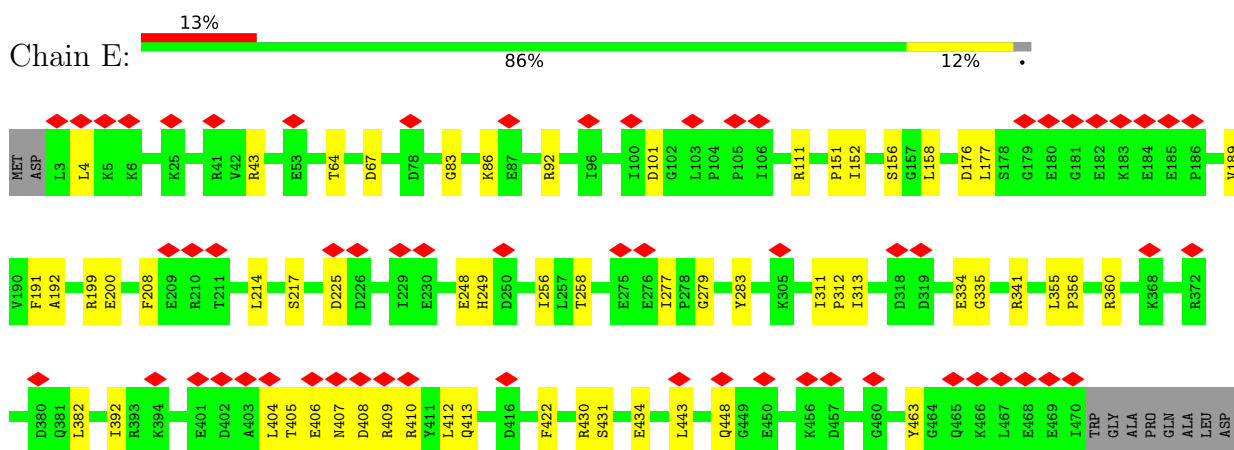 13%
Chain E:
86% 12% •
MET ASP L3 L4 K5 K6 K25 R41 V42 R43 E53 T64 D67 D78 G83 K86 E87 R92 I96 I100 D101 G102 L103 P104 P105 I106 R111 P151 I152 S156 G157 L158 D176 L177 S178 G179 E180 G181 E182 K183 E184 E185 P186 V189
V190 F191 A192 R199 E200 F208 E209 R210 T211 L214 S217 D225 D226 I229 E230 E248 H249 D250 I256 L257 T258 E275 E276 I277 P278 G279 Y283 K305 I311 P312 I313 D318 D319 E334 G335 R341 L355 P356 R360 K368 R372
D380 Q381 L382 I392 R393 K394 E401 D402 A403 L404 T405 E406 N407 D408 R409 R410 Y411 L412 Q413 D416 F422 R430 S431 E434 L443 Q448 G449 E450 K456 D457 G460 Y463 G464 Q465 K466 L467 E468 E469 I470 TRP GLY ALA PRO GLN ALA LEU ASP